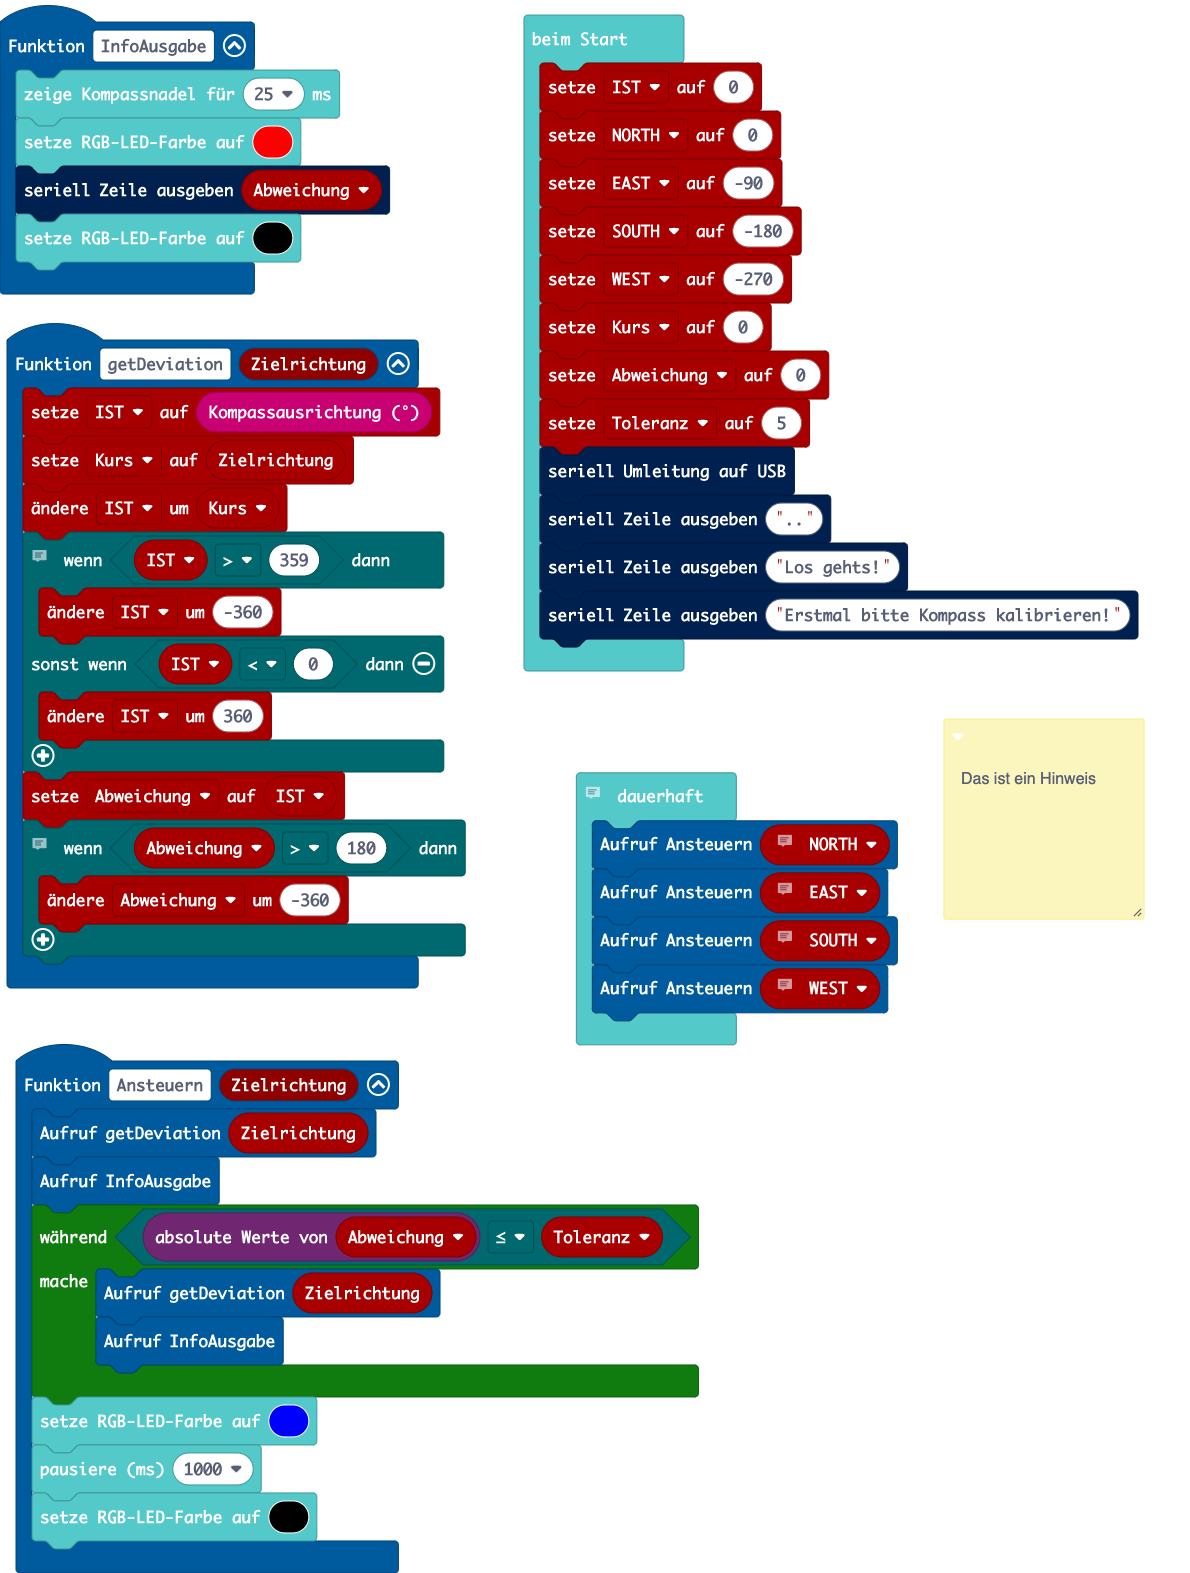 Funktion InfoAusgabe
zeige Kompassnadel für 25 ms
setze RGB-LED-Farbe auf
seriell Zeile ausgeben Abweichung
setze RGB-LED-Farbe auf
Funktion getDeviation Zielrichtung
setze IST auf Kompassausrichtung (°)
setze Kurs auf Zielrichtung
ändere IST um Kurs
wenn IST > 359 dann
ändere IST um -360
sonst wenn IST < 0 dann
ändere IST um 360
setze Abweichung auf IST
wenn Abweichung > 180 dann
ändere Abweichung um -360
Funktion Ansteuern Zielrichtung
Aufruf getDeviation Zielrichtung
Aufruf InfoAusgabe
während absolute Werte von Abweichung ≤ Toleranz
mache Aufruf getDeviation Zielrichtung
Aufruf InfoAusgabe
setze RGB-LED-Farbe auf
pausiere (ms) 1000
setze RGB-LED-Farbe auf
beim Start
setze IST auf 0
setze NORTH auf 0
setze EAST auf -90
setze SOUTH auf -180
setze WEST auf -270
setze Kurs auf 0
setze Abweichung auf 0
setze Toleranz auf 5
seriell Umleitung auf USB
seriell Zeile ausgeben ".."
seriell Zeile ausgeben "Los gehts!"
seriell Zeile ausgeben "Erstmal bitte Kompass kalibrieren!"
dauerhaft
Aufruf Ansteuern NORTH
Aufruf Ansteuern EAST
Aufruf Ansteuern SOUTH
Aufruf Ansteuern WEST
Das ist ein Hinweis